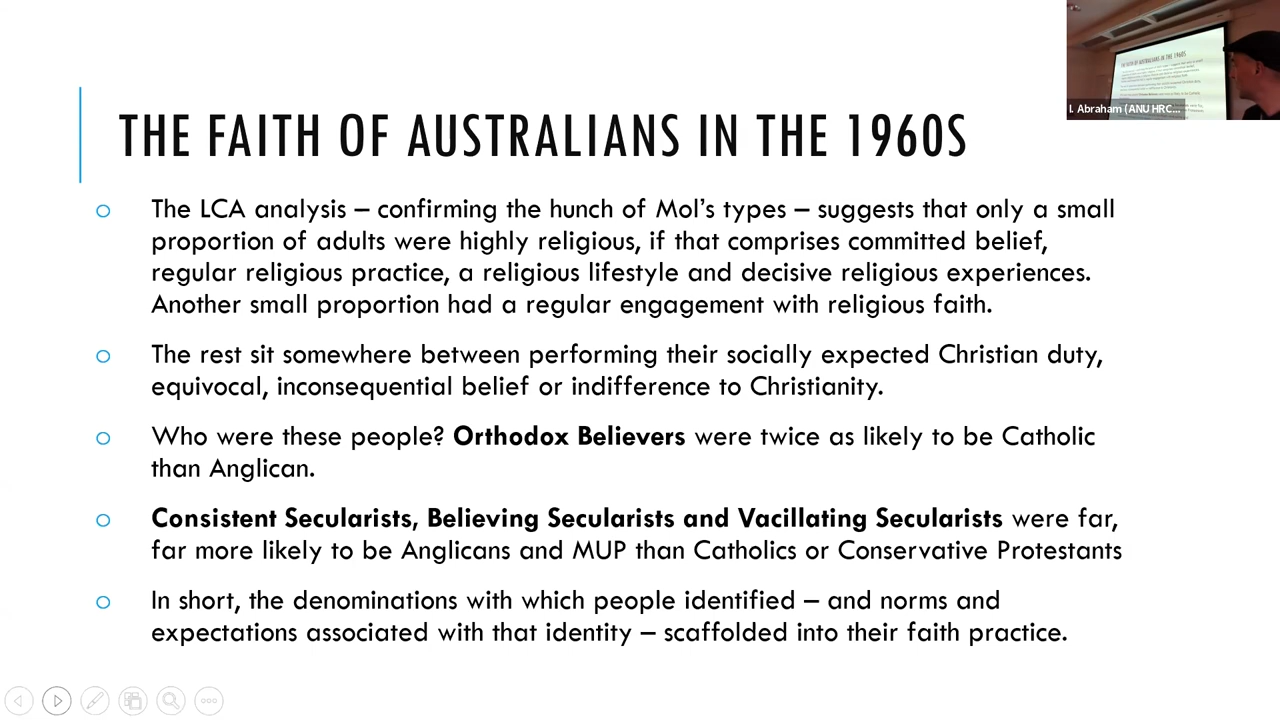 THE FAITH OF AUSTRALIANS IN THE 1960S
I. Abraham (ANU HRC...
The LCA analysis – confirming the hunch of Mol’s types – suggests that only a small
proportion of adults were highly religious, if that comprises committed belief,
regular religious practice, a religious lifestyle and decisive religious experiences.
Another small proportion had a regular engagement with religious faith.
The rest sit somewhere between performing their socially expected Christian duty,
equivocal, inconsequential belief or indifference to Christianity.
Who were these people? Orthodox Believers were twice as likely to be Catholic
than Anglican.
Consistent Secularists, Believing Secularists and Vacillating Secularists were far,
far more likely to be Anglicans and MUP than Catholics or Conservative Protestants
In short, the denominations with which people identified – and norms and
expectations associated with that identity – scaffolded into their faith practice.